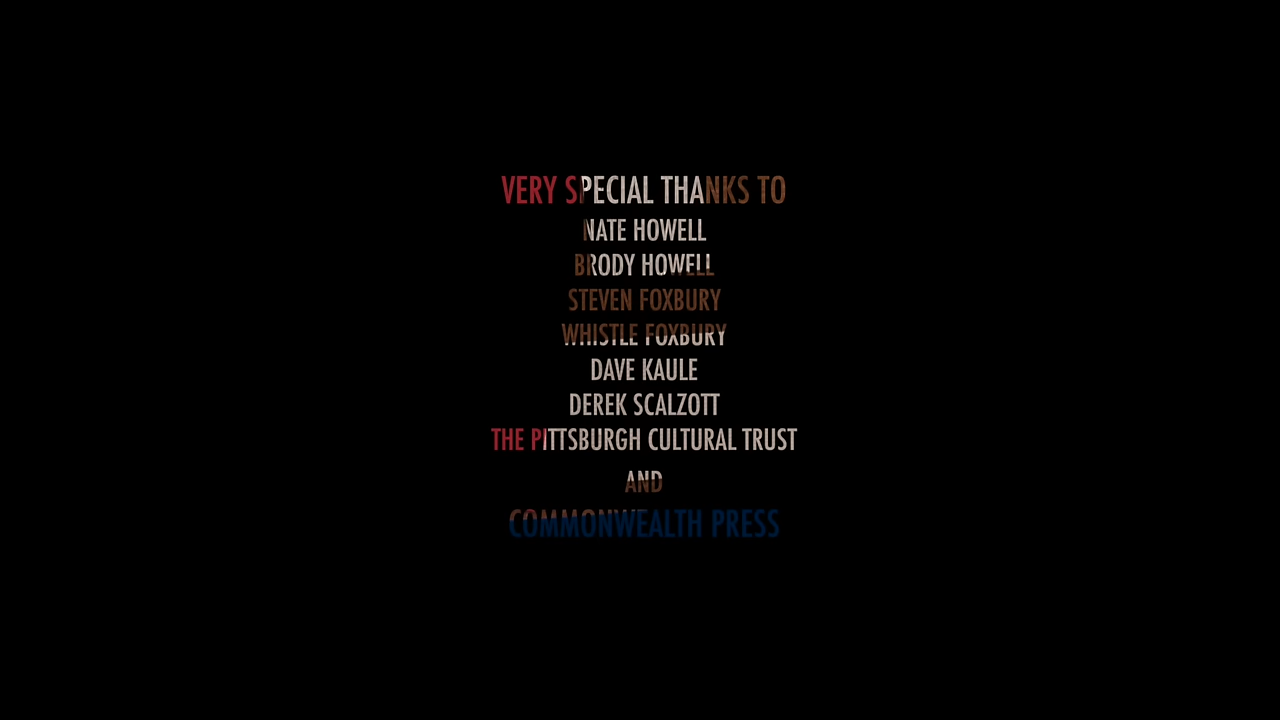 VERY SPECIAL THANKS TO
NATE HOWELL
BRODY HOWELL
STEVEN FOXBURY
WHISTLE FOXBURY
DAVE KAULE
DEREK SCALZOTT
THE PITTSBURGH CULTURAL TRUST
AND
COMMONWEALTH PRESS